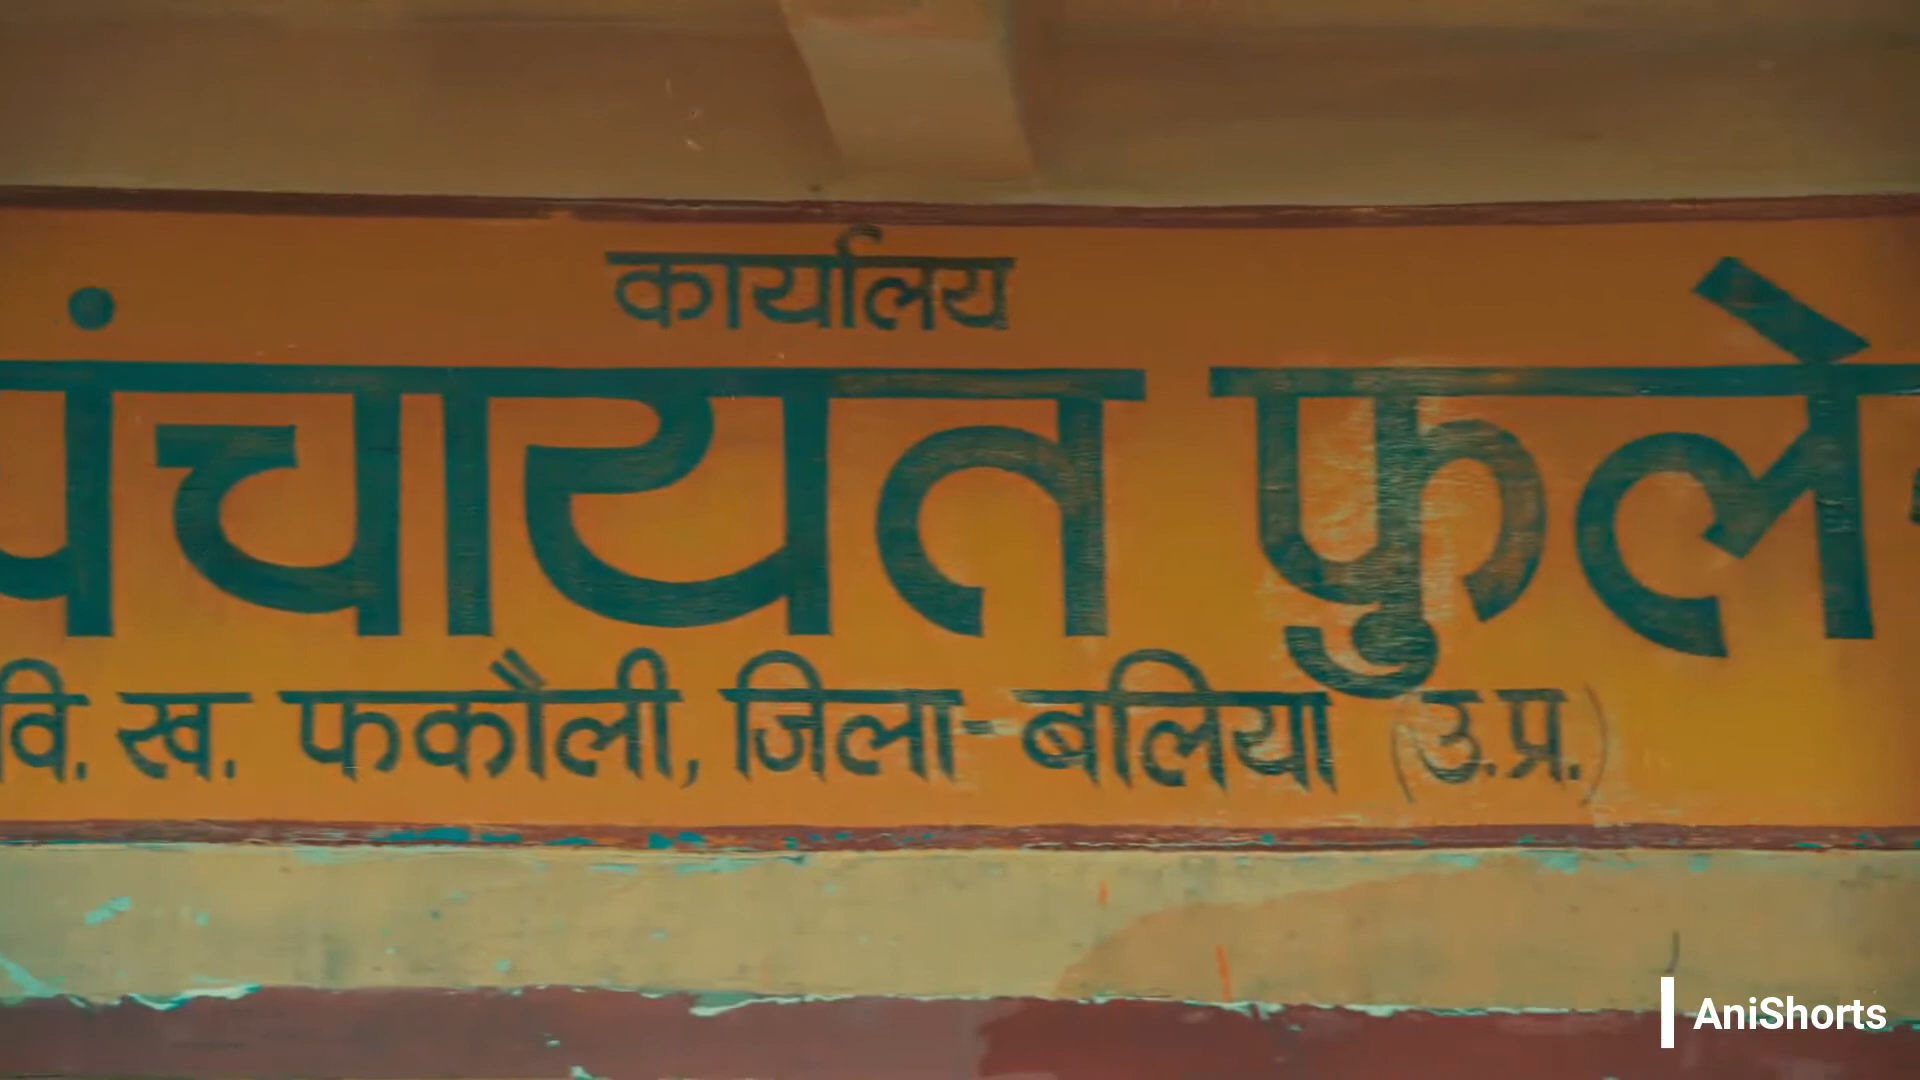 कार्यालय
पंचायत फुले
वि. ख. फकौली, जिला-बलिया (उ.प्र.)
AniShorts